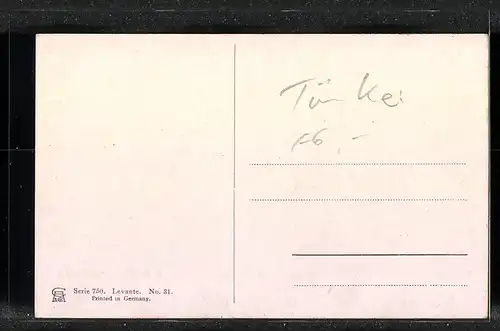 Türkei
16,-
Serie 750. Levante. No. 31.
Printed in Germany.